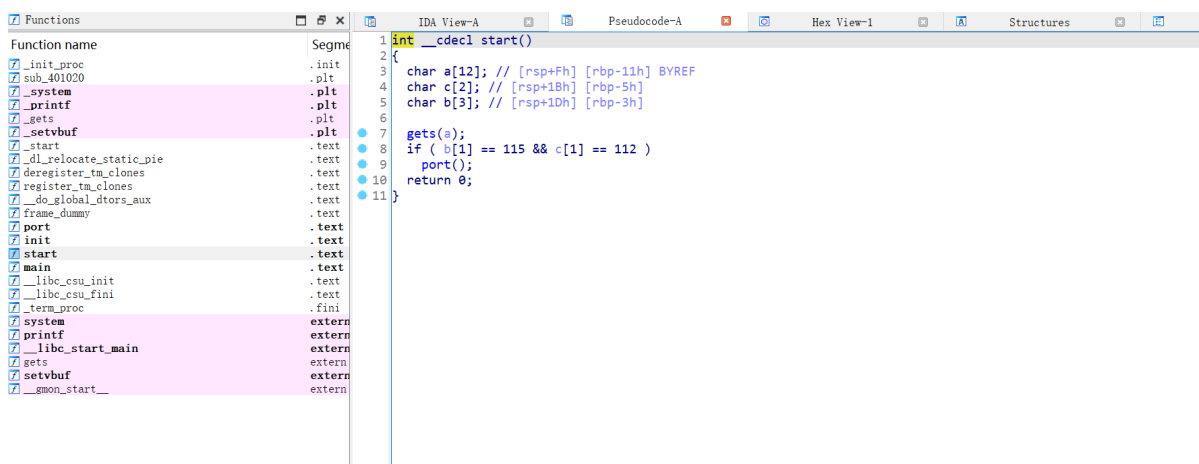 Functions
Function name Segme
_init_proc .init
sub_401020 .plt
_system .plt
_printf .plt
_gets .plt
_setvbuf .plt
_start .text
_dl_relocate_static_pie .text
deregister_tm_clones .text
register_tm_clones .text
__do_global_dtors_aux .text
frame_dummy .text
port .text
init .text
start .text
main .text
__libc_csu_init .text
__libc_csu_fini .text
_term_proc .fini
system extern
printf extern
__libc_start_main extern
gets extern
setvbuf extern
__gmon_start__ extern
IDA View-A Pseudocode-A Hex View-1 Structures
1 int __cdecl start()
2 {
3 char a[12]; // [rsp+Fh] [rbp-11h] BYREF
4 char c[2]; // [rsp+1Bh] [rbp-5h]
5 char b[3]; // [rsp+1Dh] [rbp-3h]
6
7 gets(a);
8 if ( b[1] == 115 && c[1] == 112 )
9 port();
10 return 0;
11 }